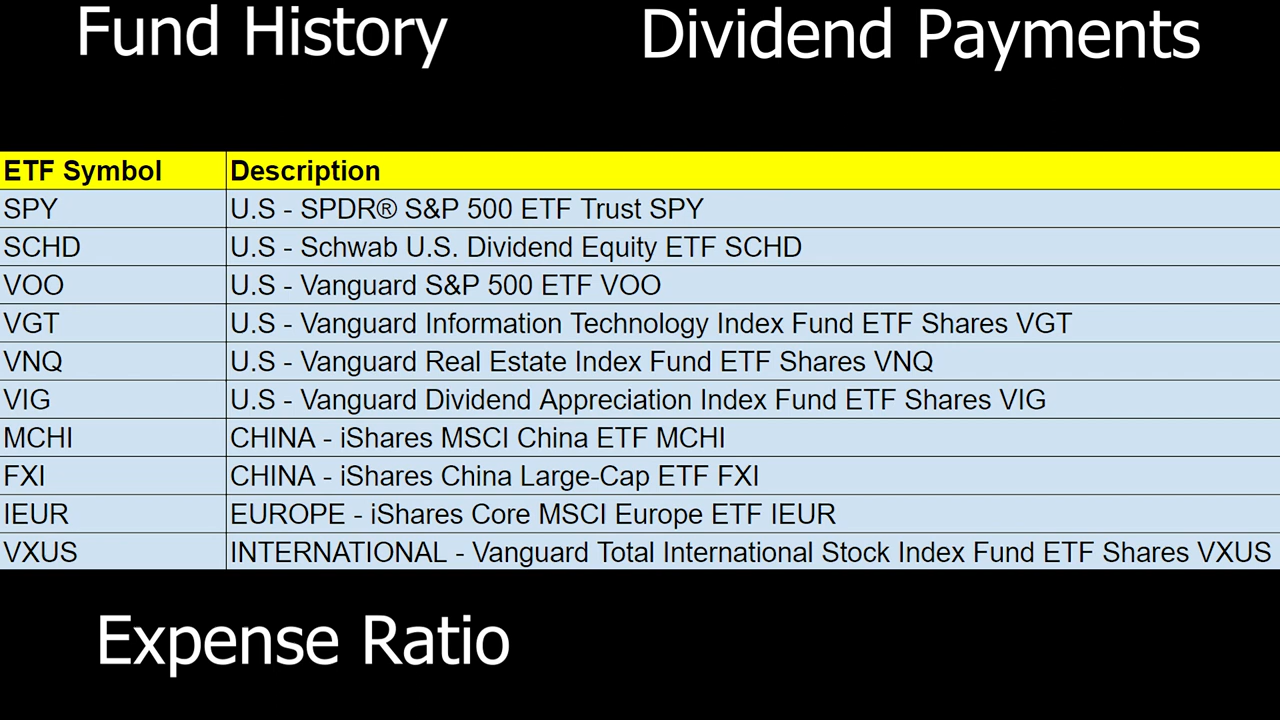 Fund History
Dividend Payments
ETF Symbol Description
SPY U.S - SPDR® S&P 500 ETF Trust SPY
SCHD U.S - Schwab U.S. Dividend Equity ETF SCHD
VOO U.S - Vanguard S&P 500 ETF VOO
VGT U.S - Vanguard Information Technology Index Fund ETF Shares VGT
VNQ U.S - Vanguard Real Estate Index Fund ETF Shares VNQ
VIG U.S - Vanguard Dividend Appreciation Index Fund ETF Shares VIG
MCHI CHINA - iShares MSCI China ETF MCHI
FXI CHINA - iShares China Large-Cap ETF FXI
IEUR EUROPE - iShares Core MSCI Europe ETF IEUR
VXUS INTERNATIONAL - Vanguard Total International Stock Index Fund ETF Shares VXUS
Expense Ratio